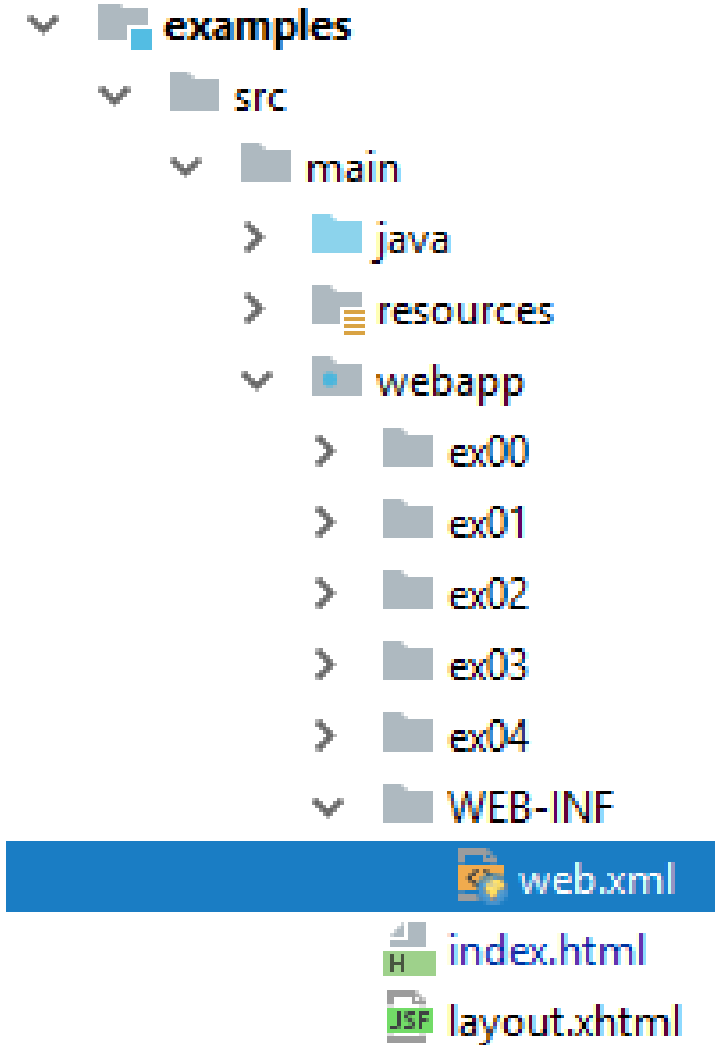 examples
src
main
java
resources
webapp
ex00
ex01
ex02
ex03
ex04
WEB-INF
web.xml
index.html
layout.xhtml